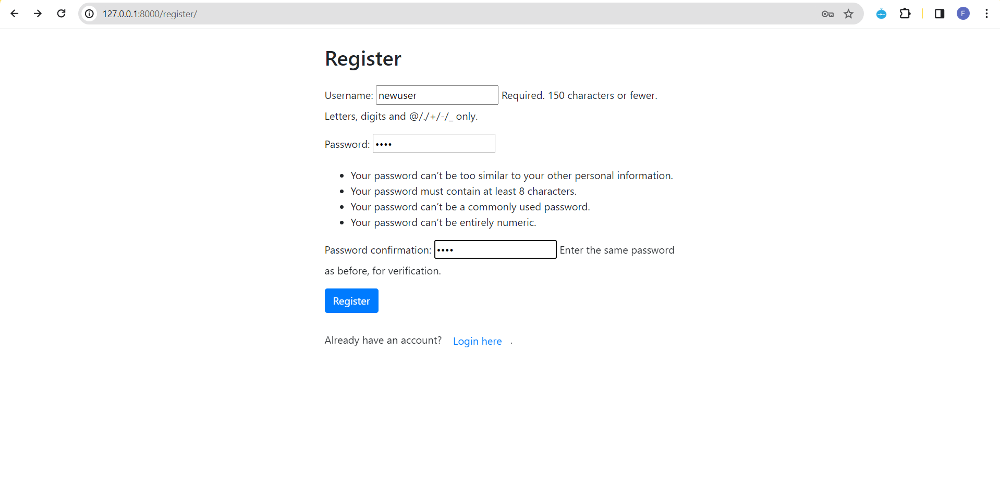 127.0.0.1:8000/register/
F
Register
Username: newuser Required. 150 characters or fewer.
Letters, digits and @/./+/-/_ only.
Password: ••••
• Your password can’t be too similar to your other personal information.
• Your password must contain at least 8 characters.
• Your password can’t be a commonly used password.
• Your password can’t be entirely numeric.
Password confirmation: •••• Enter the same password
as before, for verification.
Register
Already have an account? Login here .